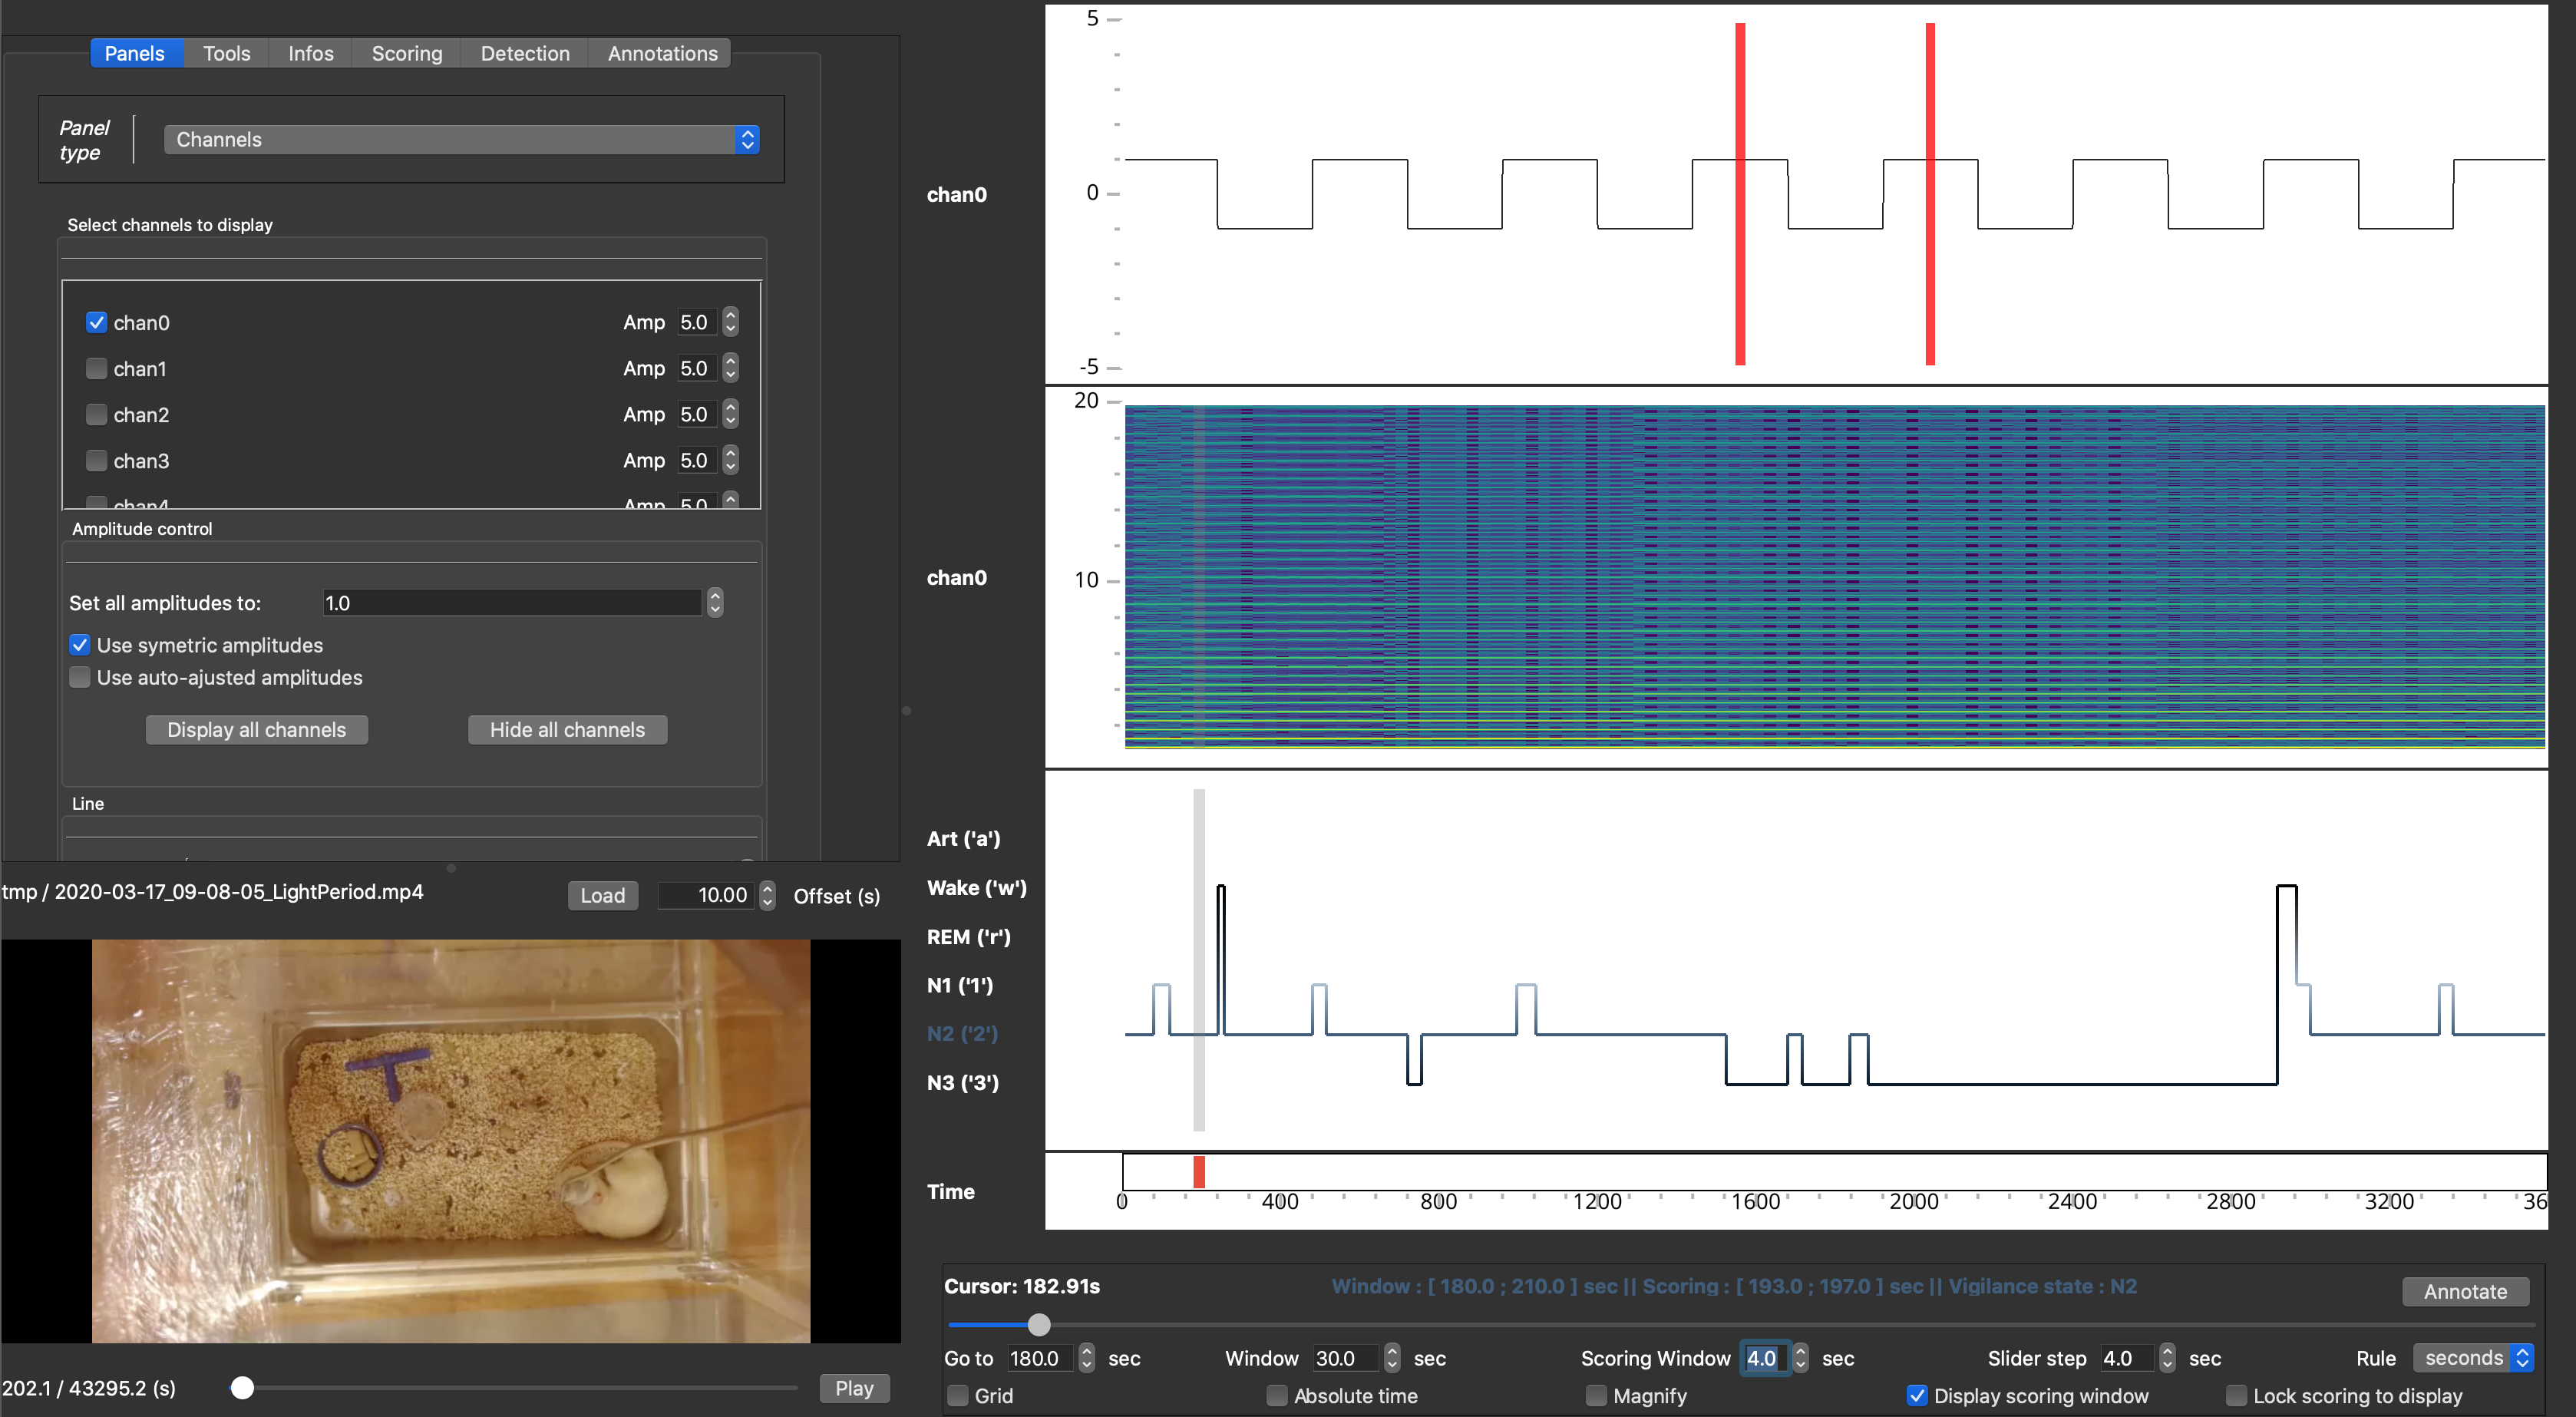 Panels Tools Infos Scoring Detection Annotations
Panel
type
Channels
Select channels to display
chan0 Amp 5.0
chan1 Amp 5.0
chan2 Amp 5.0
chan3 Amp 5.0
chan4 Amp 5.0
Amplitude control
Set all amplitudes to: 1.0
Use symetric amplitudes
Use auto-ajusted amplitudes
Display all channels Hide all channels
Line
tmp / 2020-03-17_09-08-05_LightPeriod.mp4 Load 10.00 Offset (s)
202.1 / 43295.2 (s) Play
5
chan0 0
-5
20
chan0 10
Art ('a')
Wake ('w')
REM ('r')
N1 ('1')
N2 ('2')
N3 ('3')
Time
0 400 800 1200 1600 2000 2400 2800 3200 36
Cursor: 182.91s Window : [ 180.0 ; 210.0 ] sec || Scoring : [ 193.0 ; 197.0 ] sec || Vigilance state : N2 Annotate
Go to 180.0 sec Window 30.0 sec Scoring Window 4.0 sec Slider step 4.0 sec Rule seconds
Grid Absolute time Magnify Display scoring window Lock scoring to display